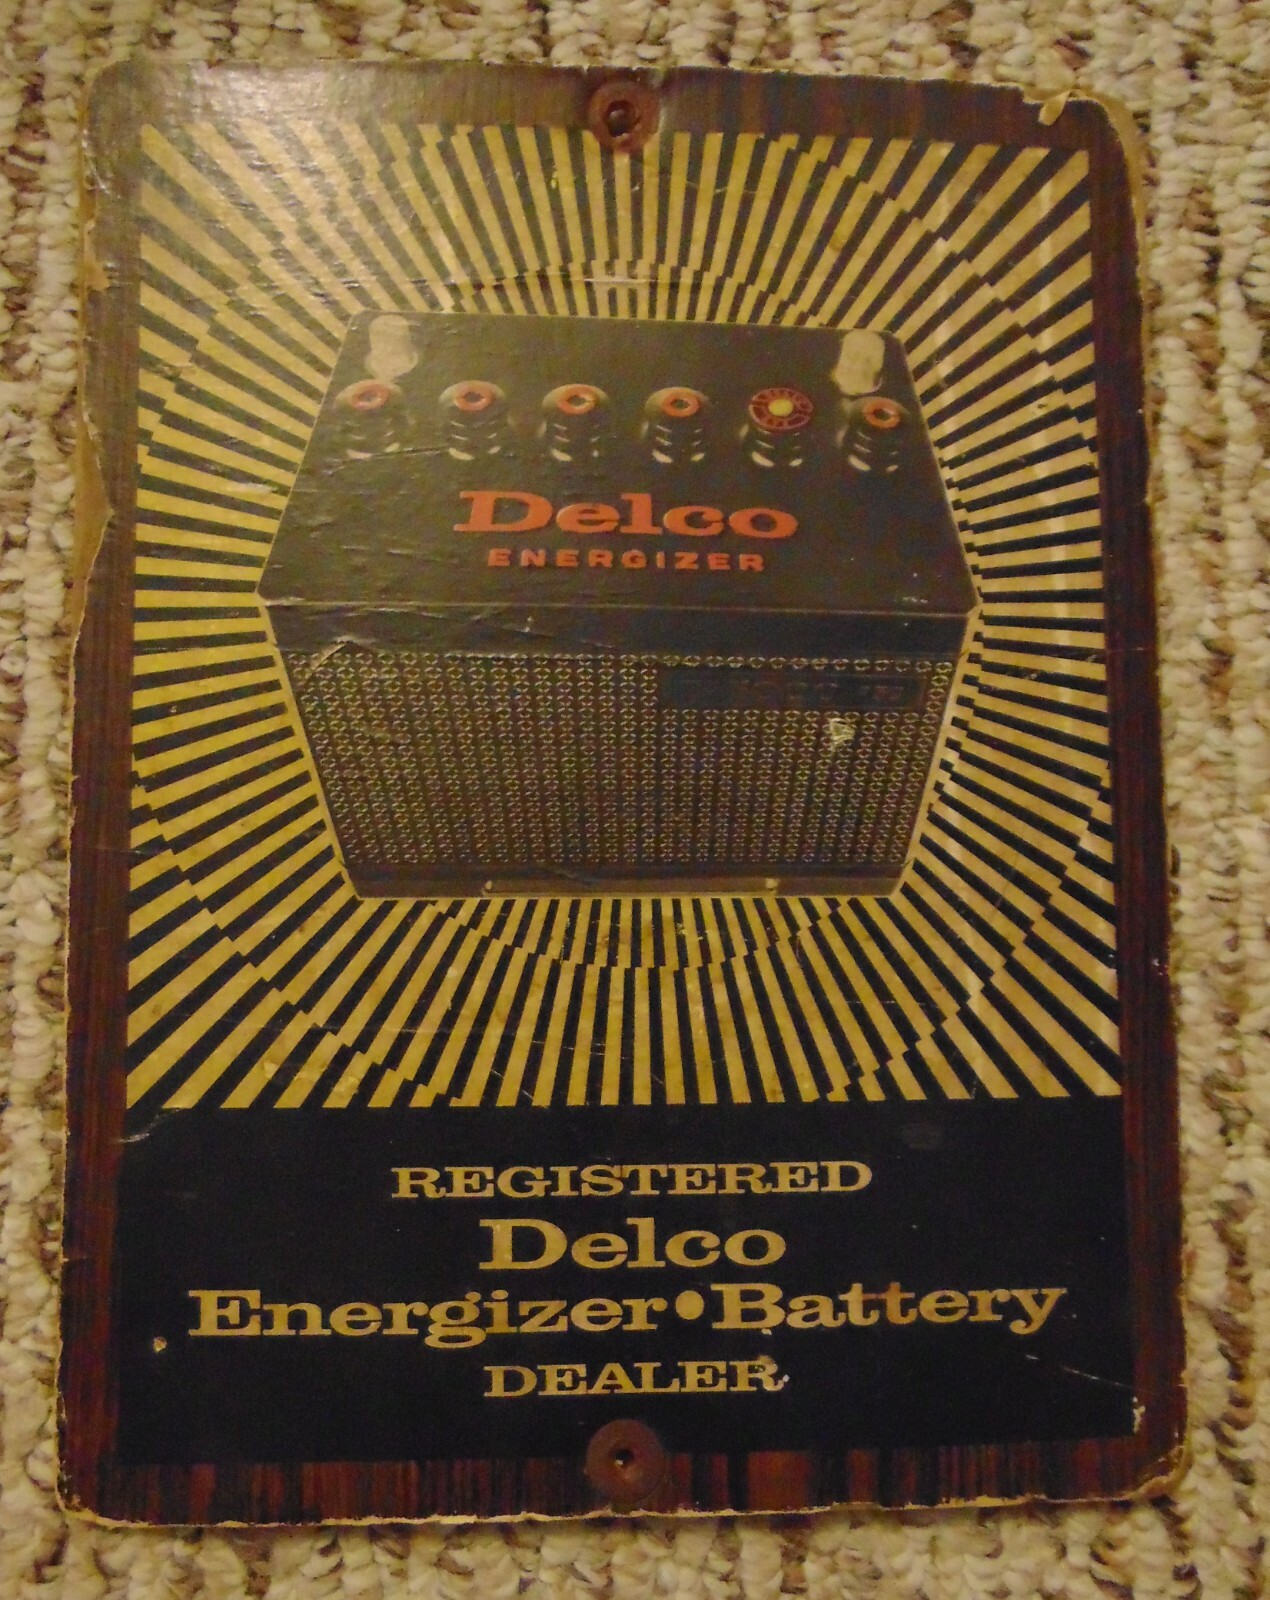 Delco
ENERGIZER
REGISTERED
Delco
Energizer•Battery
DEALER